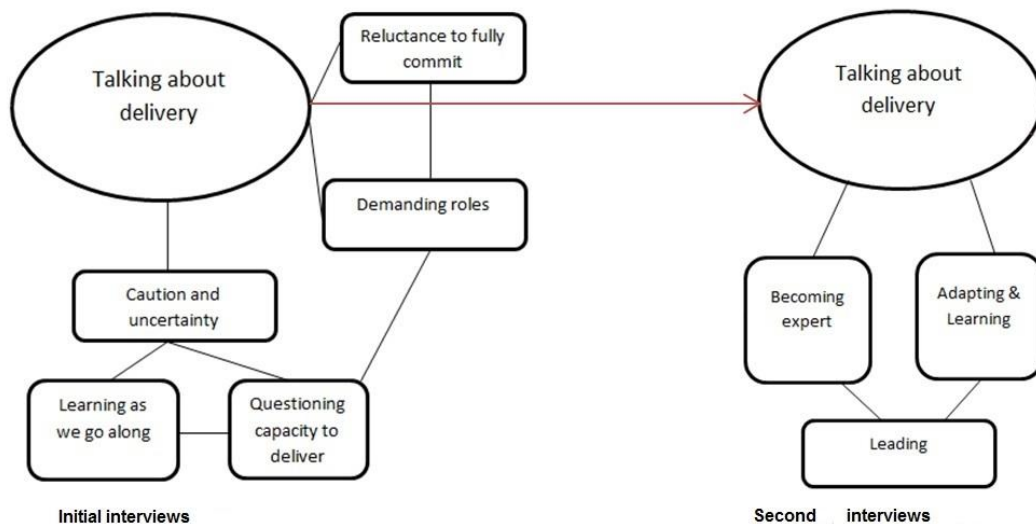 Talking about
delivery
Reluctance to fully
commit
Demanding roles
Caution and
uncertainty
Learning as
we go along
Questioning
capacity to
deliver
Initial interviews
Talking about
delivery
Becoming
expert
Adapting &
Learning
Leading
Second interviews